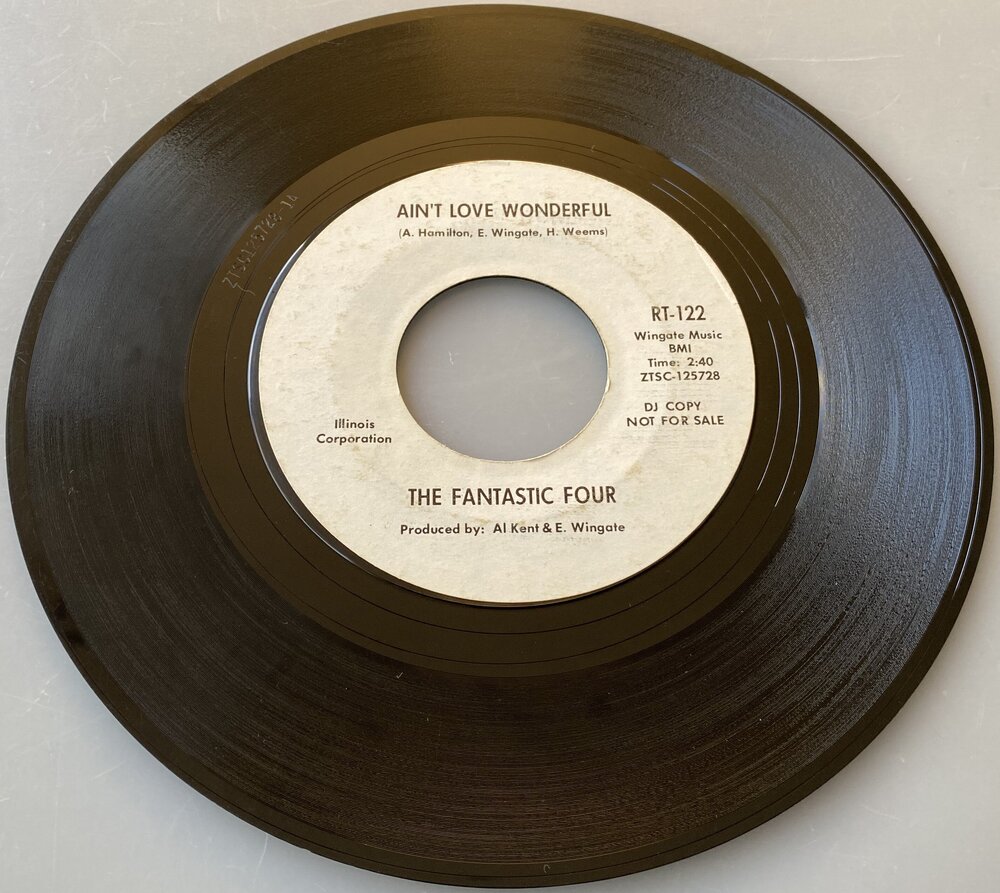 AIN'T LOVE WONDERFUL
(A. Hamilton, E. Wingate, H. Weems)
RT-122
Wingate Music
BMI
Time: 2:40
ZTSC-125728
DJ COPY
NOT FOR SALE
Illinois
Corporation
THE FANTASTIC FOUR
Produced by: Al Kent & E. Wingate